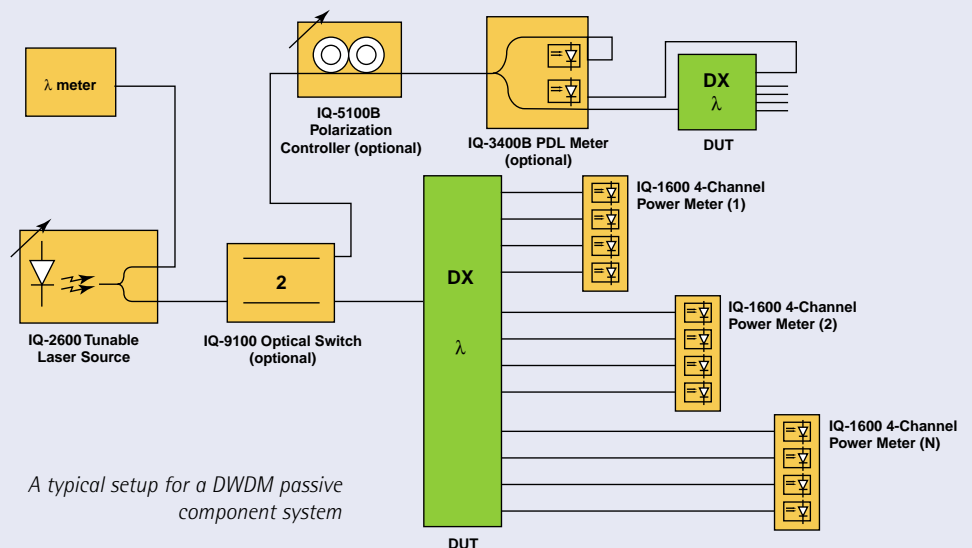 λ meter
IQ-5100B
Polarization
Controller (optional)
IQ-3400B PDL Meter
(optional)
DX
λ
DUT
IQ-2600 Tunable
Laser Source
2
IQ-9100 Optical Switch
(optional)
DX
λ
DUT
IQ-1600 4-Channel
Power Meter (1)
IQ-1600 4-Channel
Power Meter (2)
IQ-1600 4-Channel
Power Meter (N)
A typical setup for a DWDM passive
component system